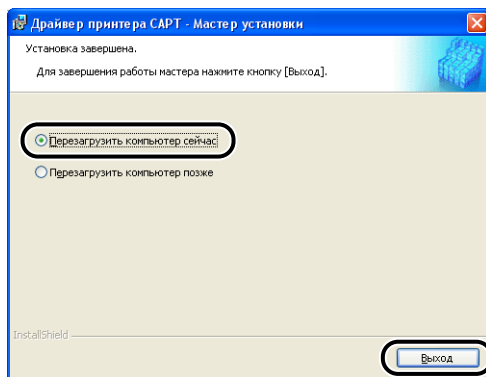 Драйвер принтера CAPT - Мастер установки
Установка завершена.
Для завершения работы мастера нажмите кнопку [Выход].
Перезагрузить компьютер сейчас
Перезагрузить компьютер позже
InstallShield
Выход